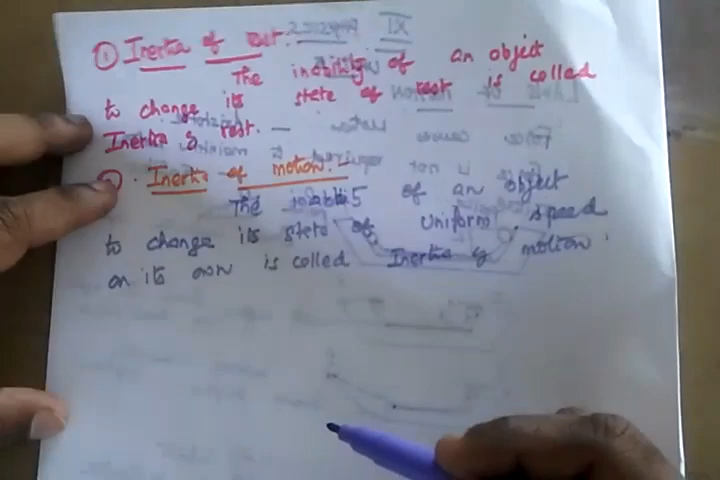 ① Inertia of rest.
The inability of an object
to change its state of rest is called
Inertia of rest.
② Inertia of motion.
The of an object
to change its state of Uniform speed
on its own is called Inertia of motion.